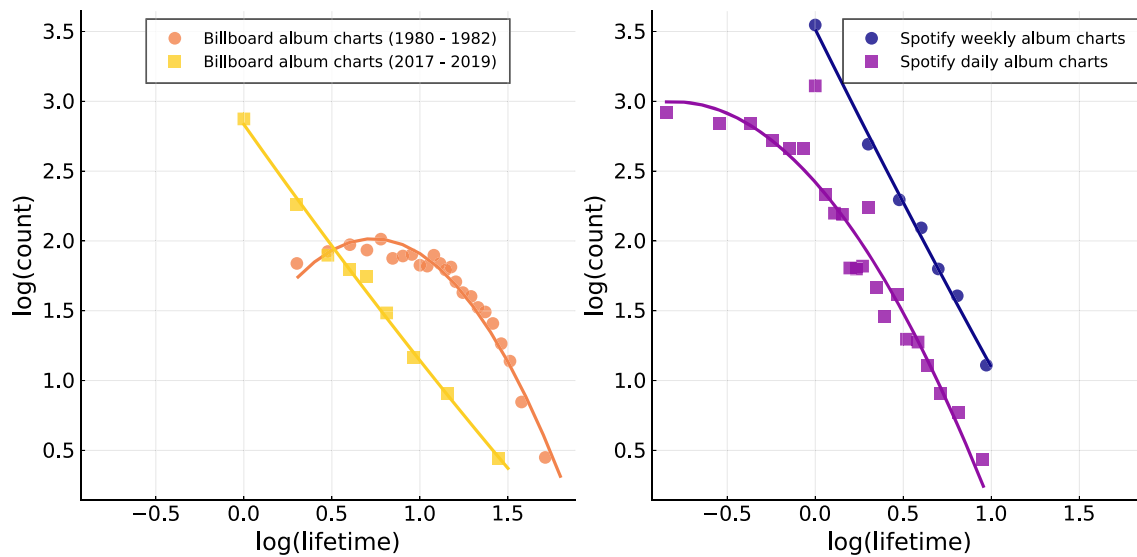 Billboard album charts (1980 - 1982)
Billboard album charts (2017 - 2019)
3.5
3.0
2.5
2.0
1.5
1.0
0.5
log(count)
−0.5 0.0 0.5 1.0 1.5
log(lifetime)
Spotify weekly album charts
Spotify daily album charts
3.5
3.0
2.5
2.0
1.5
1.0
0.5
log(count)
−0.5 0.0 0.5 1.0 1.5
log(lifetime)